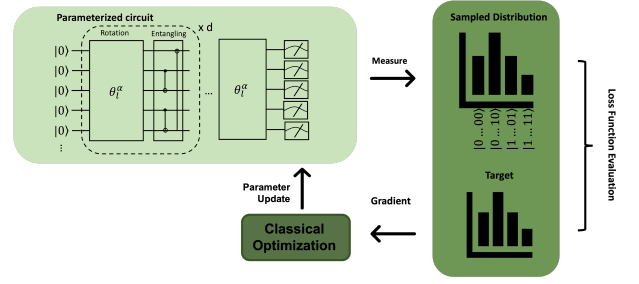 Parameterized circuit
Rotation
Entangling
x d
|0⟩
|0⟩
|0⟩
|0⟩
|0⟩
⋮
θ_l^α
...
θ_l^α
Measure
Sampled Distribution
|0 ... 00⟩
|0 ... 10⟩
|1 ... 01⟩
|1 ... 11⟩
Target
Loss Function Evaluation
Gradient
Classical
Optimization
Parameter
Update